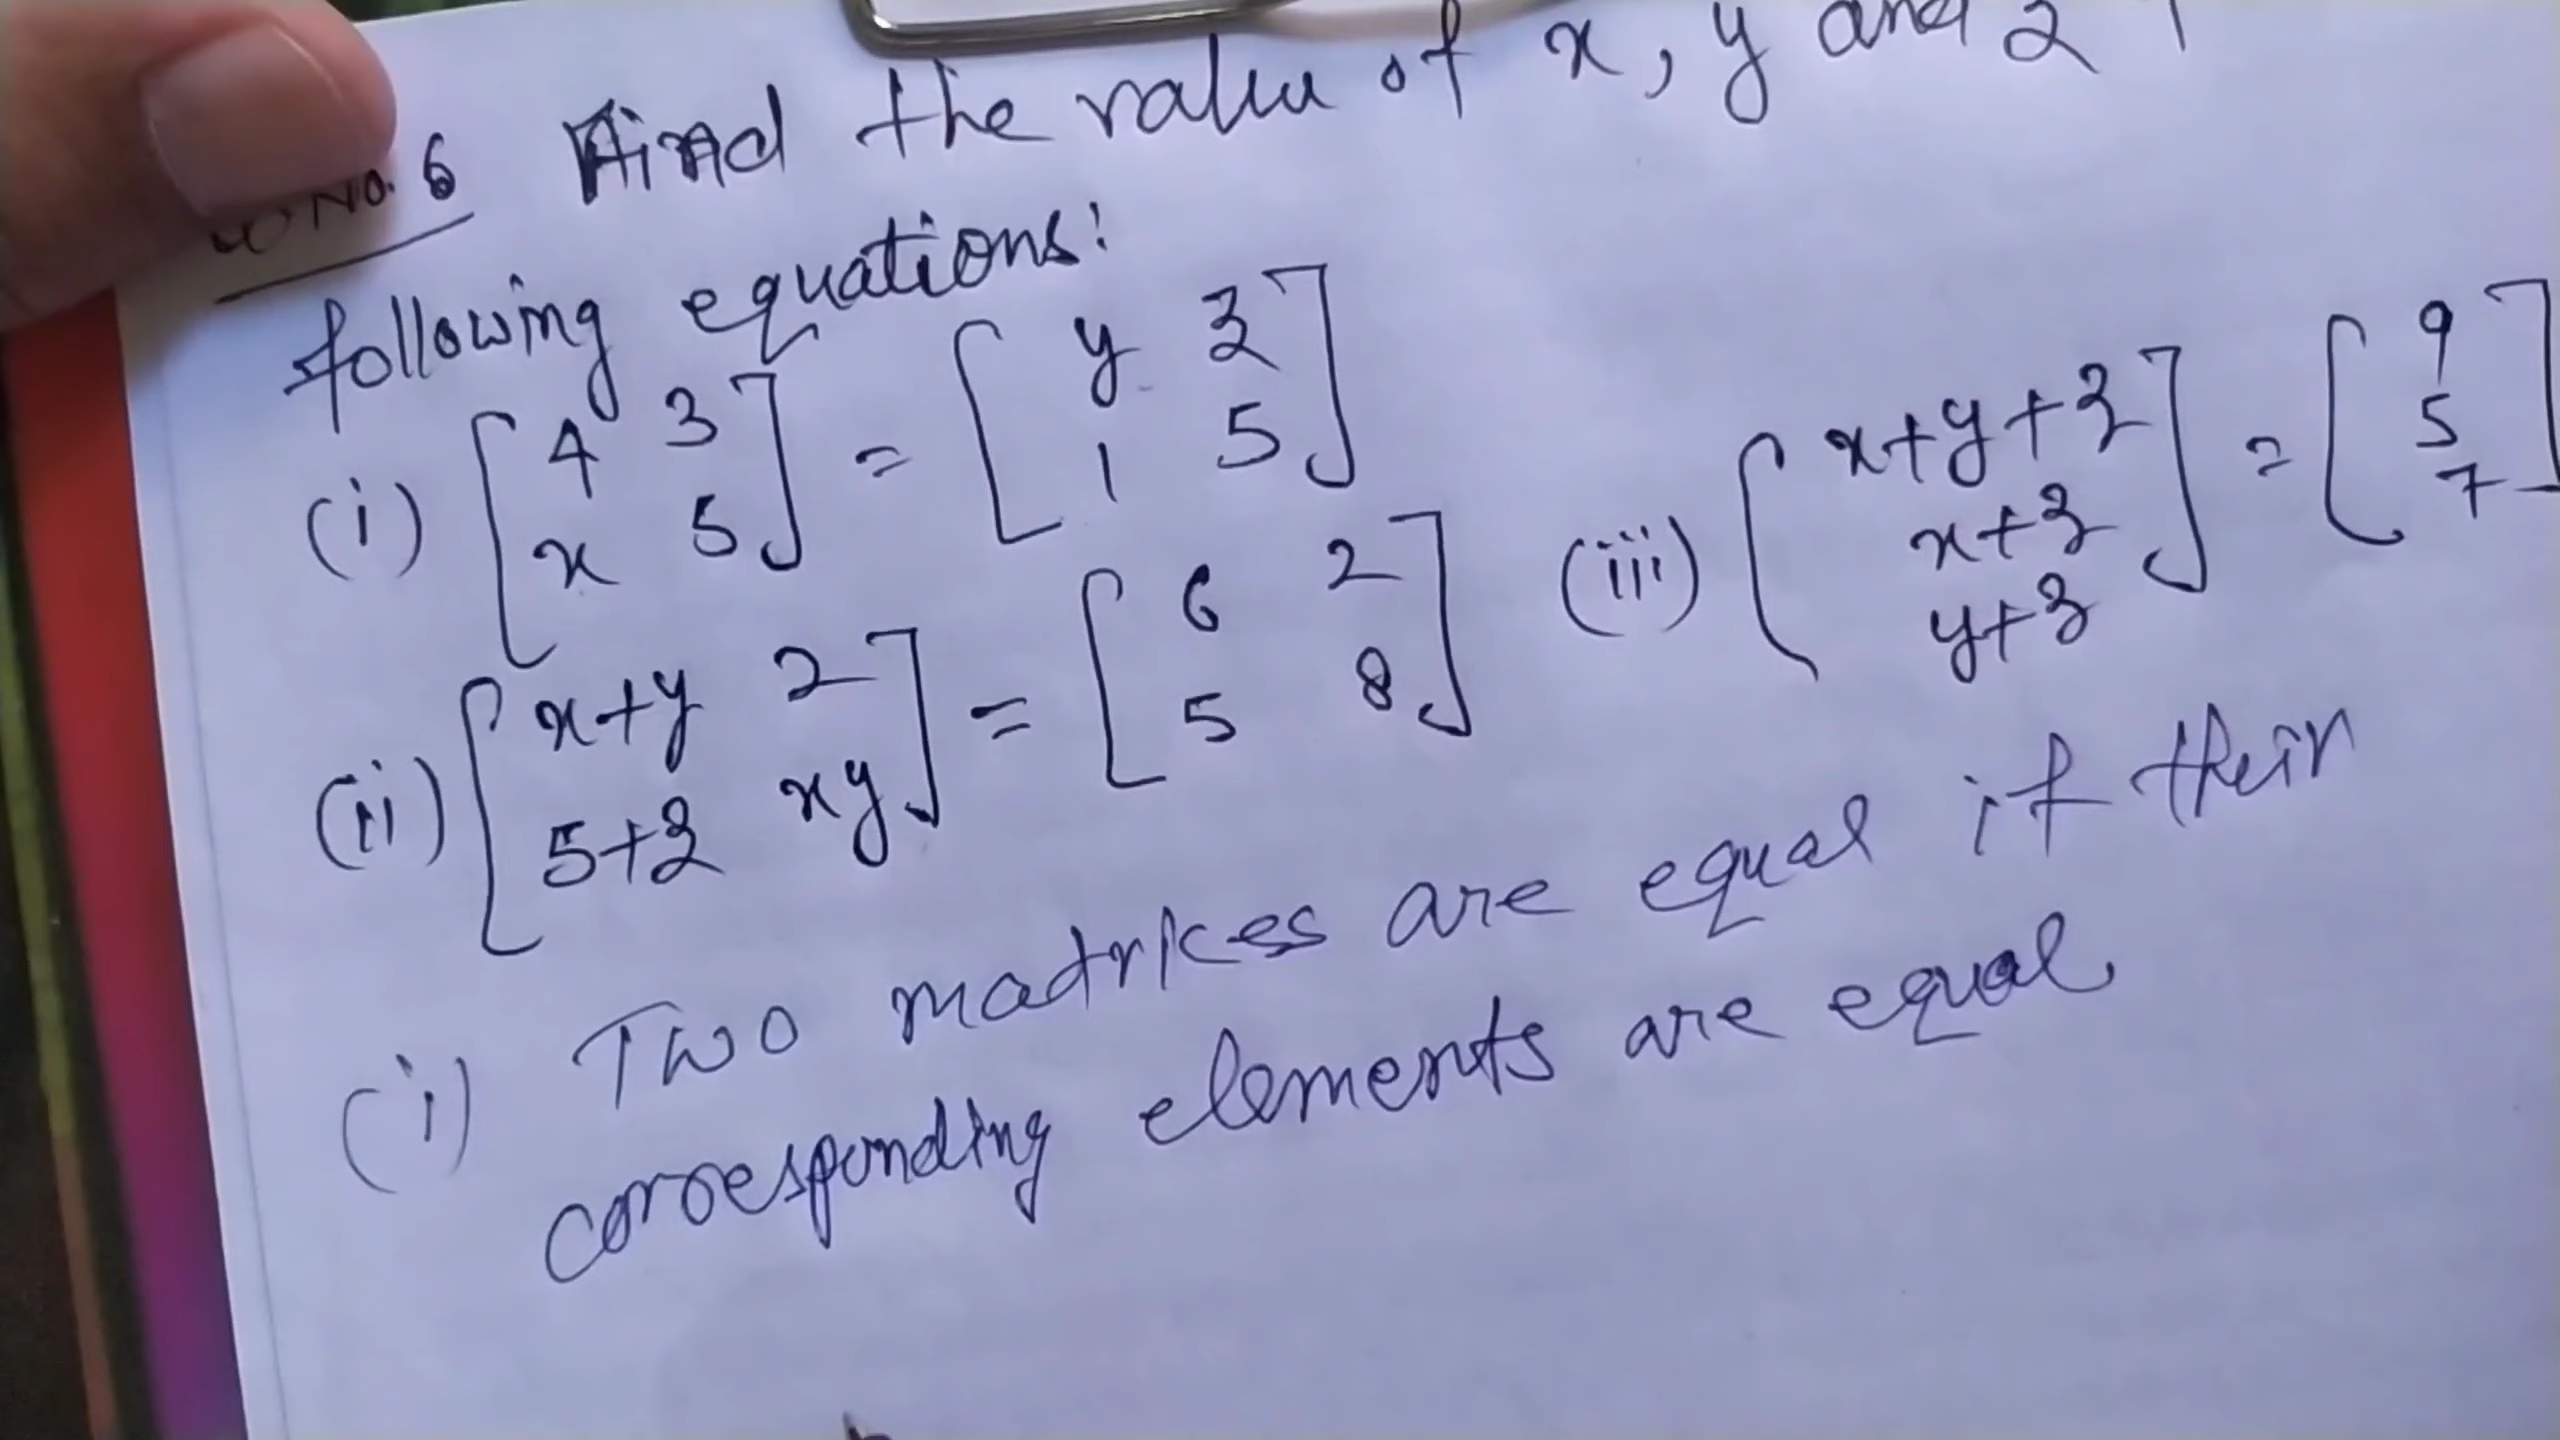 No. 6 Find the value of x, y and z
following equations:
(i) [4 3 x 5] = [y z 1 5]
(ii) [x+y 2 5+z xy] = [6 2 5 8] (iii) [x+y+z x+z y+z] = [9 5 7]
(i) Two matrices are equal if their
corresponding elements are equal